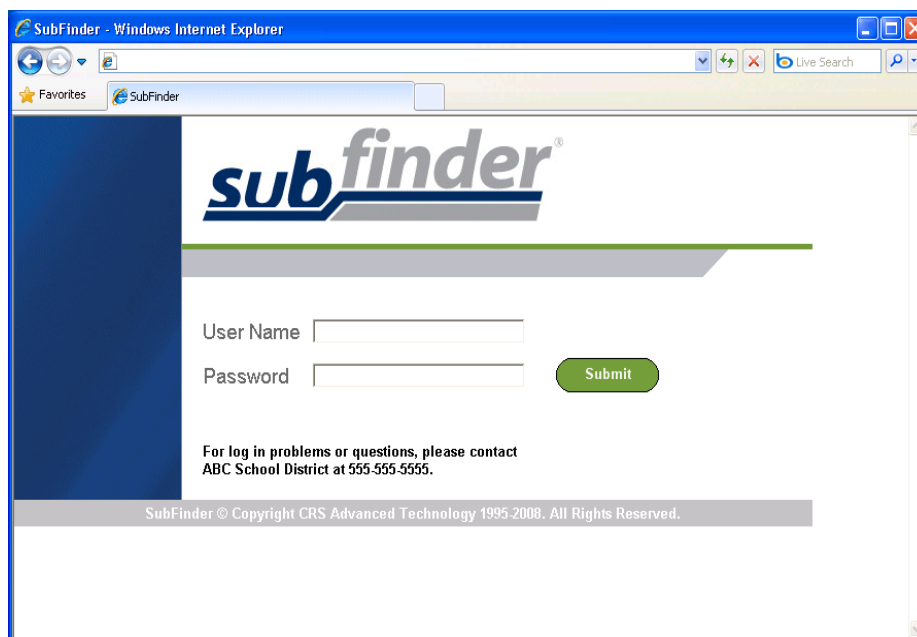 SubFinder - Windows Internet Explorer
Live Search
Favorites
SubFinder
subfinder®
User Name
Password
Submit
For log in problems or questions, please contact
ABC School District at 555-555-5555.
SubFinder © Copyright CRS Advanced Technology 1995-2008. All Rights Reserved.